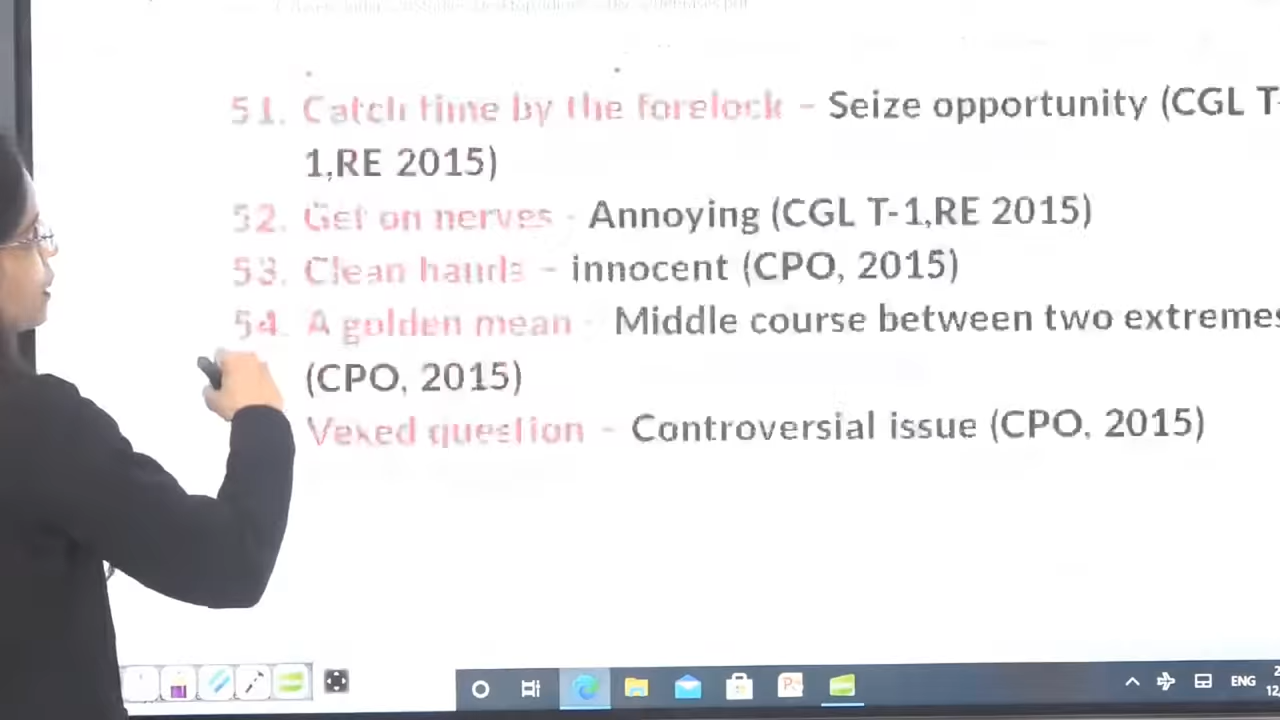 51. Catch time by the forelock - Seize opportunity (CGL T-
1,RE 2015)
52. Get on nerves - Annoying (CGL T-1,RE 2015)
53. Clean hands - innocent (CPO, 2015)
54. A golden mean - Middle course between two extremes
(CPO, 2015)
Vexed question - Controversial issue (CPO, 2015)
ENG